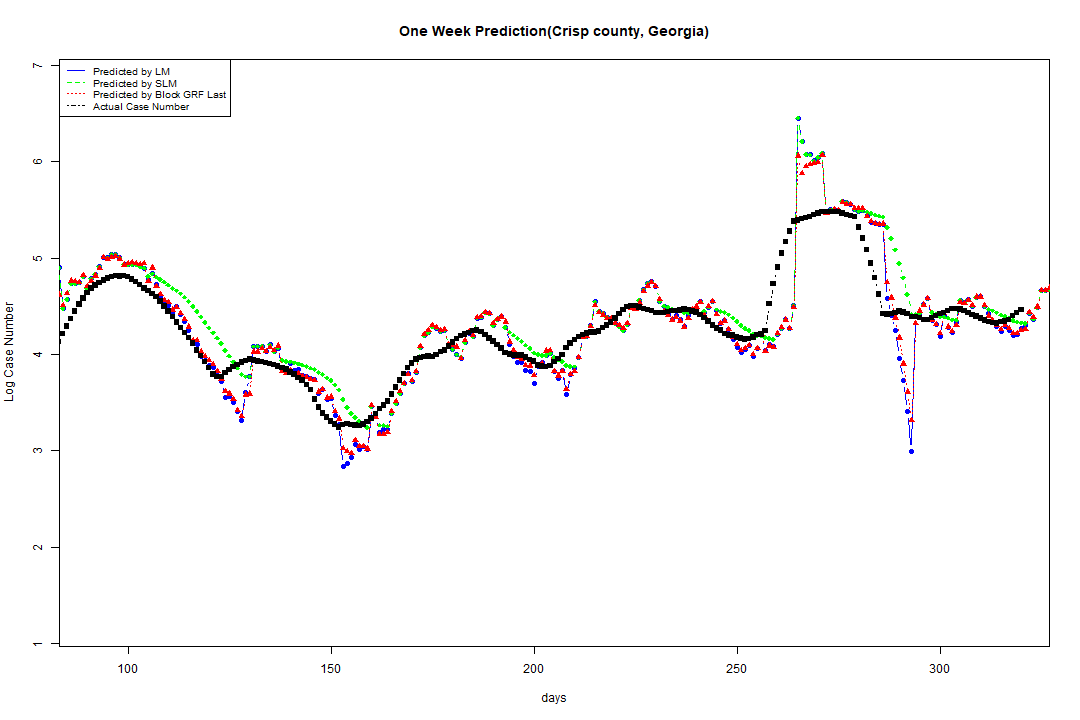 One Week Prediction(Crisp county, Georgia)
Predicted by LM
Predicted by SLM
Predicted by Block GRF Last
Actual Case Number
7
6
5
4
3
2
1
Log Case Number
100 150 200 250 300
days